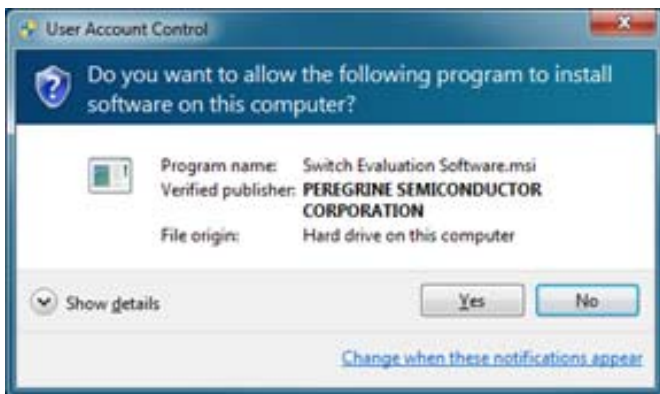 User Account Control
Do you want to allow the following program to install
software on this computer?
Program name: Switch Evaluation Software.msi
Verified publisher: PEREGRINE SEMICONDUCTOR
CORPORATION
File origin: Hard drive on this computer
Show details
Yes
No
Change when these notifications appear